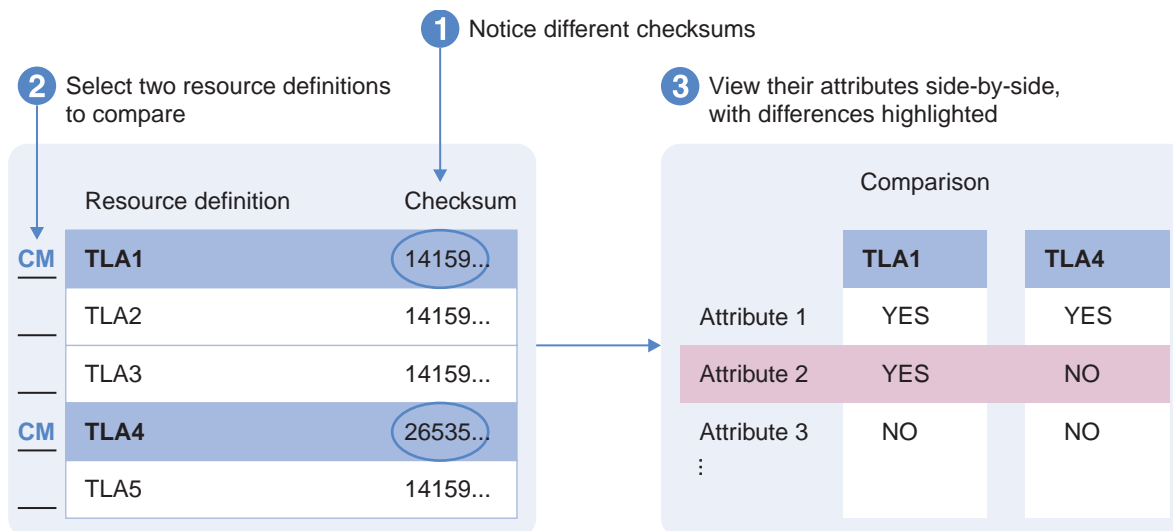 1 Notice different checksums
2 Select two resource definitions
to compare
3 View their attributes side-by-side,
with differences highlighted
Resource definition Checksum
CM TLA1 14159...
TLA2 14159...
TLA3 14159...
CM TLA4 26535...
TLA5 14159...
Comparison
TLA1 TLA4
Attribute 1 YES YES
Attribute 2 YES NO
Attribute 3 NO NO
⋮